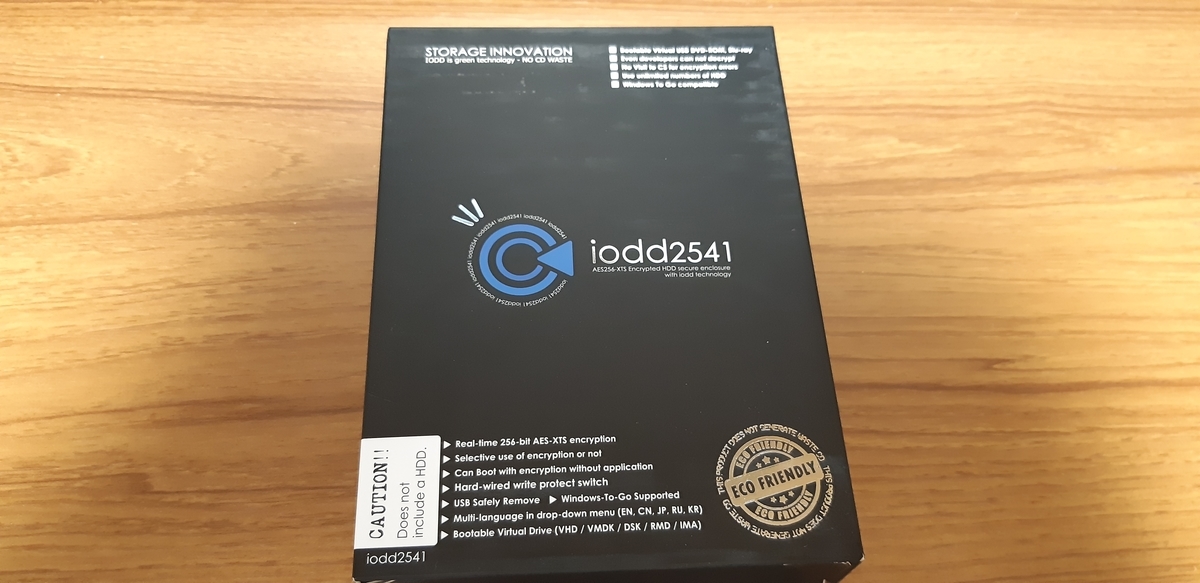 STORAGE INNOVATION
IODD is green technology - NO CD WASTE
Bootable Virtual USB DVD-ROM, Blu-ray
Even developers can not decrypt
No Visit to CS for encryption errors
Use unlimited numbers of HDD
Windows To Go compatible
iodd2541 iodd2541 iodd2541 iodd2541 iodd2541 iodd2541 iodd2541 iodd2541 iodd2541 iodd2541
iodd2541
AES256-XTS Encrypted HDD secure enclosure
with iodd technology
Real-time 256-bit AES-XTS encryption
Selective use of encryption or not
Can Boot with encryption without application
Hard-wired write protect switch
USB Safely Remove Windows-To-Go Supported
Multi-language in drop-down menu (EN, CN, JP, RU, KR)
Bootable Virtual Drive (VHD / VMDK / DSK / RMD / IMA)
CAUTION!!
Does not
include a HDD.
iodd2541
THIS PRODUCT DOES NOT GENERATE WASTE CD
THIS PRODUCT DOES NOT GENERATE WASTE CD
ECO FRIENDLY
ECO FRIENDLY
ECO FRIENDLY